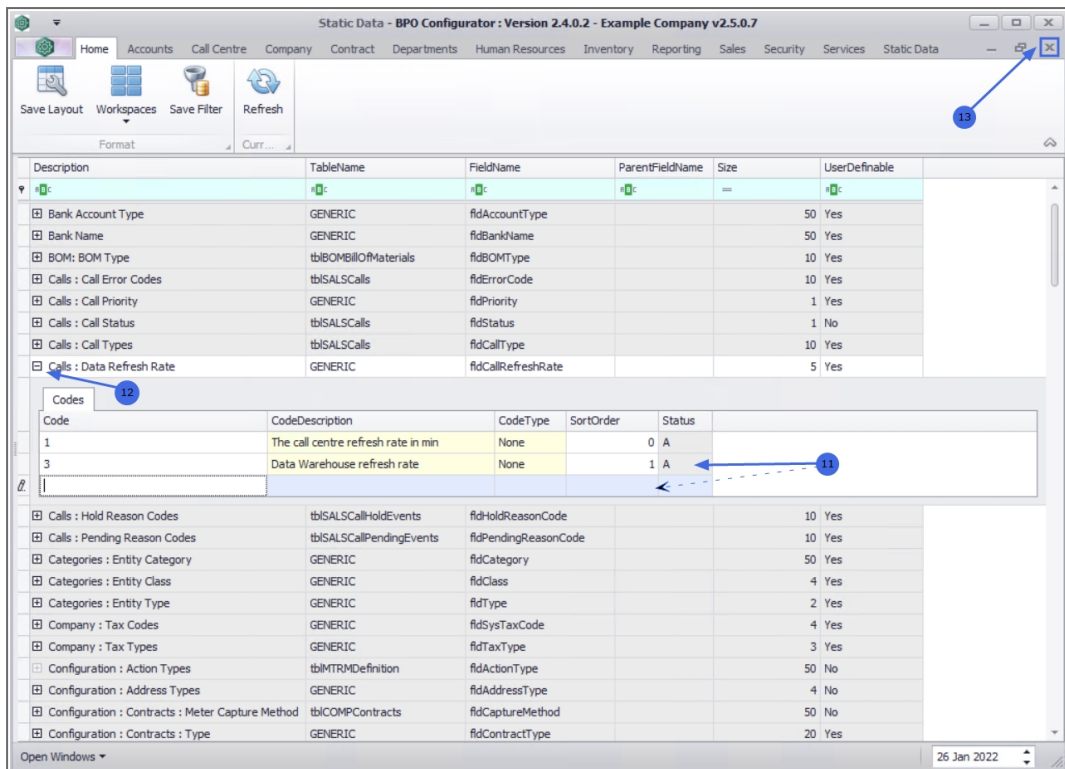 Static Data - BPO Configurator : Version 2.4.0.2 - Example Company v2.5.0.7
Home Accounts Call Centre Company Contract Departments Human Resources Inventory Reporting Sales Security Services Static Data
13
Save Layout Workspaces Save Filter Refresh
Format Curr...
Description TableName FieldName ParentFieldName Size UserDefinable
ABC ABC ABC ABC = ABC
Bank Account Type GENERIC fldAccountType 50 Yes
Bank Name GENERIC fldBankName 50 Yes
BOM: BOM Type tblBOMBillOfMaterials fldBOMType 10 Yes
Calls : Call Error Codes tblSALSCalls fldErrorCode 10 Yes
Calls : Call Priority GENERIC fldPriority 1 Yes
Calls : Call Status tblSALSCalls fldStatus 1 No
Calls : Call Types tblSALSCalls fldCallType 10 Yes
Calls : Data Refresh Rate GENERIC fldCallRefreshRate 5 Yes
12
Codes
Code CodeDescription CodeType SortOrder Status
1 The call centre refresh rate in min None 0 A
3 Data Warehouse refresh rate None 1 A
11
Calls : Hold Reason Codes tblSALSCallHoldEvents fldHoldReasonCode 10 Yes
Calls : Pending Reason Codes tblSALSCallPendingEvents fldPendingReasonCode 10 Yes
Categories : Entity Category GENERIC fldCategory 50 Yes
Categories : Entity Class GENERIC fldClass 4 Yes
Categories : Entity Type GENERIC fldType 2 Yes
Company : Tax Codes GENERIC fldSysTaxCode 4 Yes
Company : Tax Types GENERIC fldTaxType 3 Yes
Configuration : Action Types tblMTRMDefinition fldActionType 50 No
Configuration : Address Types GENERIC fldAddressType 4 No
Configuration : Contracts : Meter Capture Method tblCOMPContracts fldCaptureMethod 50 No
Configuration : Contracts : Type GENERIC fldContractType 20 Yes
Open Windows 26 Jan 2022